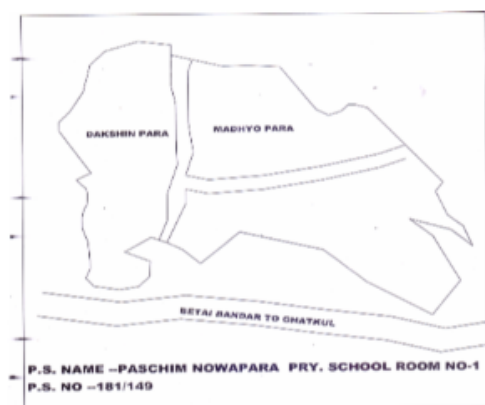 DAKSHIN PARA
MADHYO PARA
BETAI BANDAR TO GHATKUL
P.S. NAME –PASCHIM NOWAPARA PRY. SCHOOL ROOM NO-1
P.S. NO –181/149